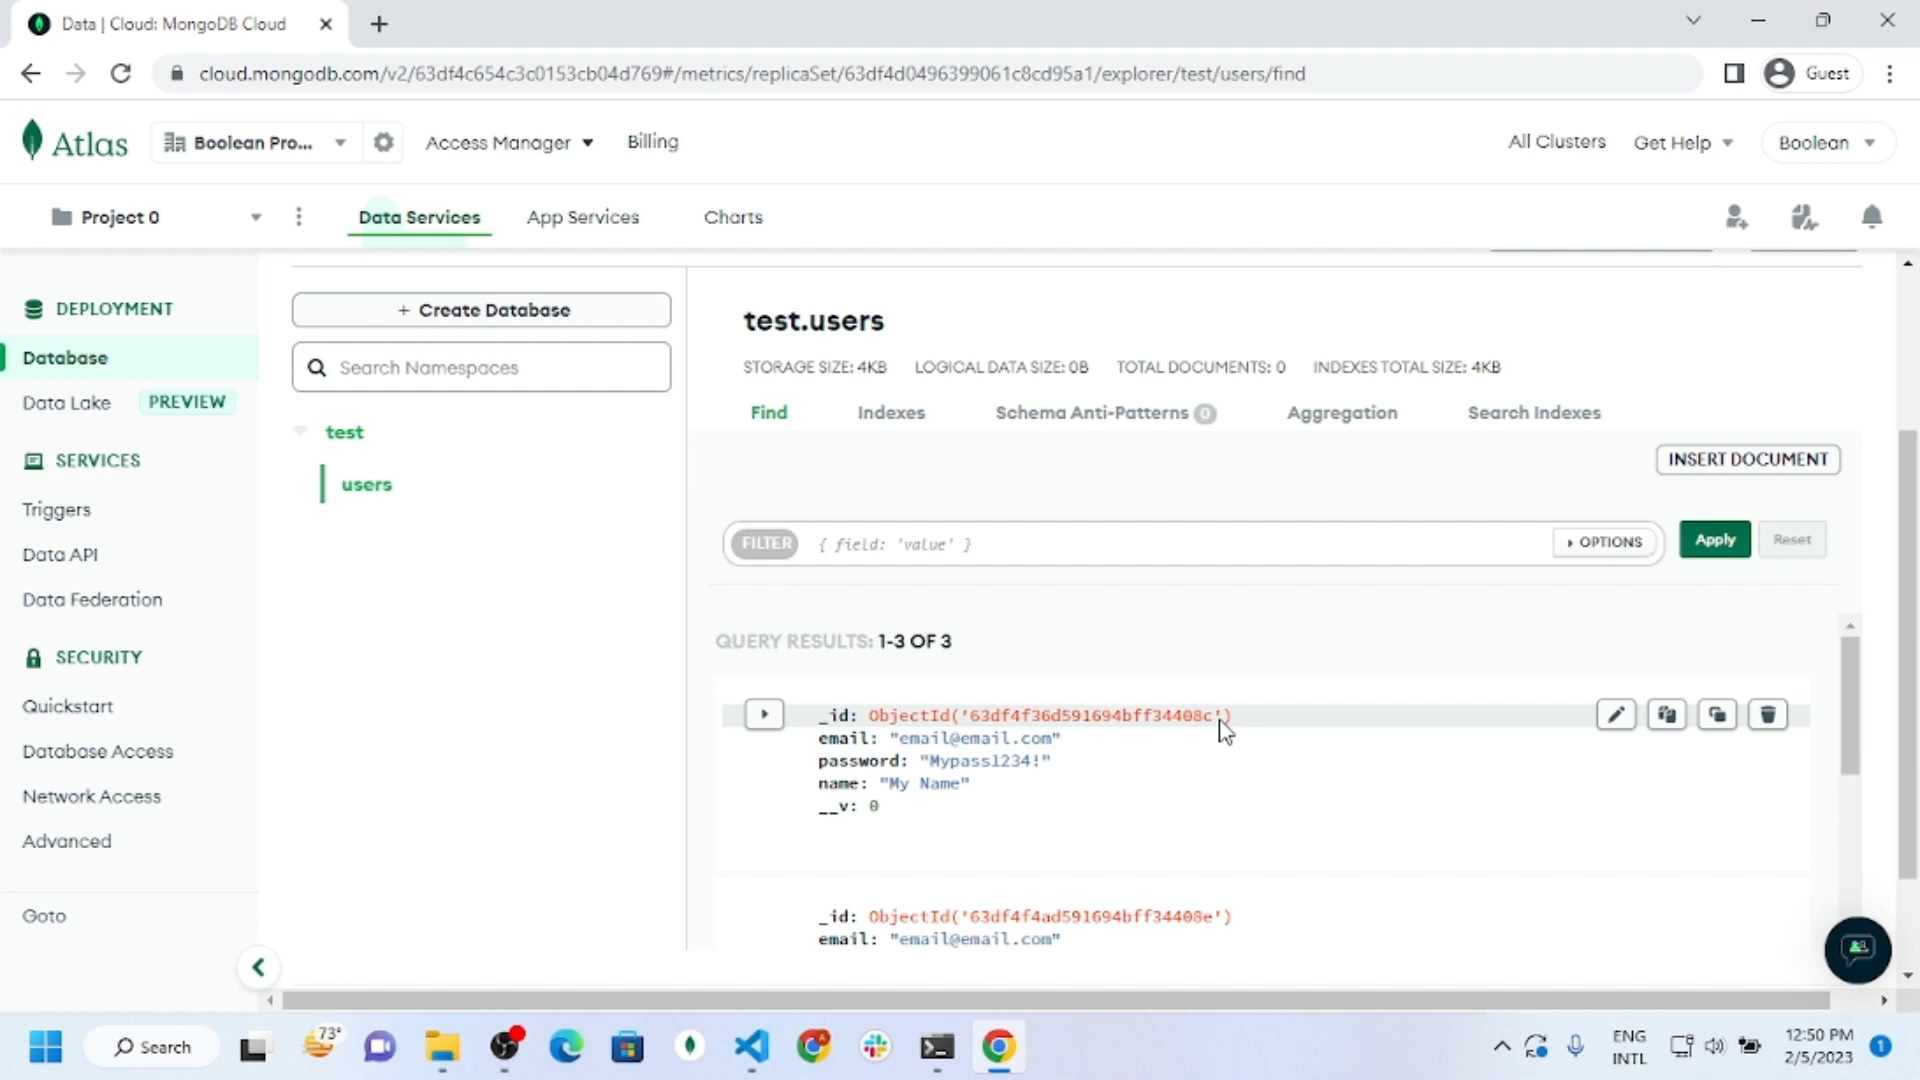 Data | Cloud: MongoDB Cloud
cloud.mongodb.com/v2/63df4c654c3c0153cb04d769#/metrics/replicaSet/63df4d0496399061c8cd95a1/explorer/test/users/find
Guest
Atlas
Boolean Pro...
Access Manager
Billing
All Clusters
Get Help
Boolean
Project 0
Data Services
App Services
Charts
DEPLOYMENT
Database
Data Lake
PREVIEW
SERVICES
Triggers
Data API
Data Federation
SECURITY
Quickstart
Database Access
Network Access
Advanced
Goto
+ Create Database
Search Namespaces
test
users
test.users
STORAGE SIZE: 4KB LOGICAL DATA SIZE: 0B TOTAL DOCUMENTS: 0 INDEXES TOTAL SIZE: 4KB
Find
Indexes
Schema Anti-Patterns 0
Aggregation
Search Indexes
INSERT DOCUMENT
FILTER { field: 'value' }
OPTIONS
Apply
Reset
QUERY RESULTS: 1-3 OF 3
_id: ObjectId('63df4f36d591694bff34408c')
email: "email@email.com"
password: "Mypass1234!"
name: "My Name"
__v: 0
_id: ObjectId('63df4f4ad591694bff34408e')
email: "email@email.com"
Search
73°
ENG
INTL
12:50 PM
2/5/2023
1